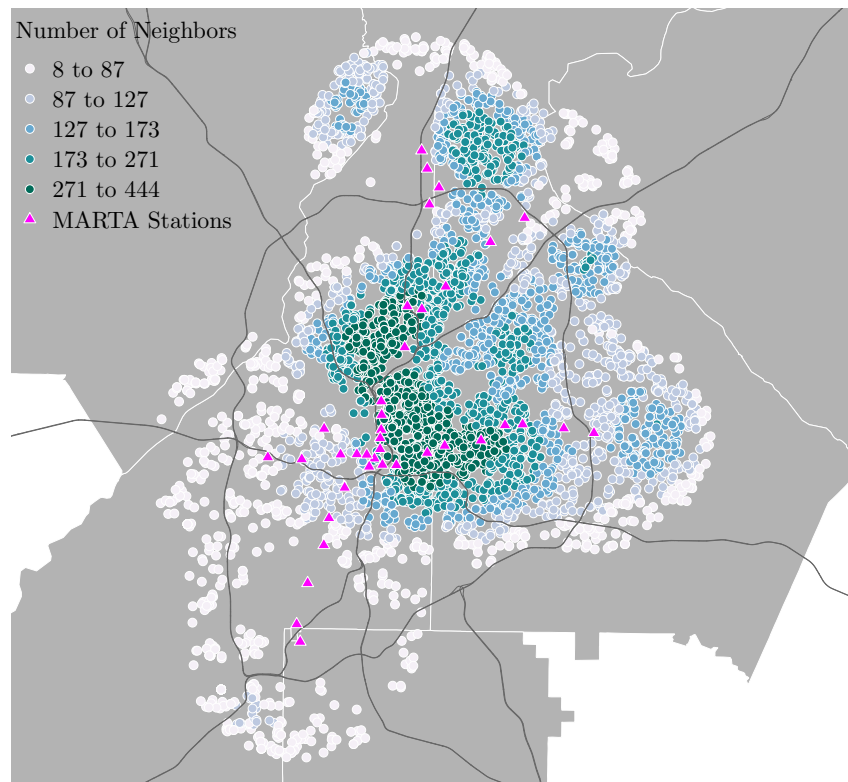 Number of Neighbors
8 to 87
87 to 127
127 to 173
173 to 271
271 to 444
MARTA Stations